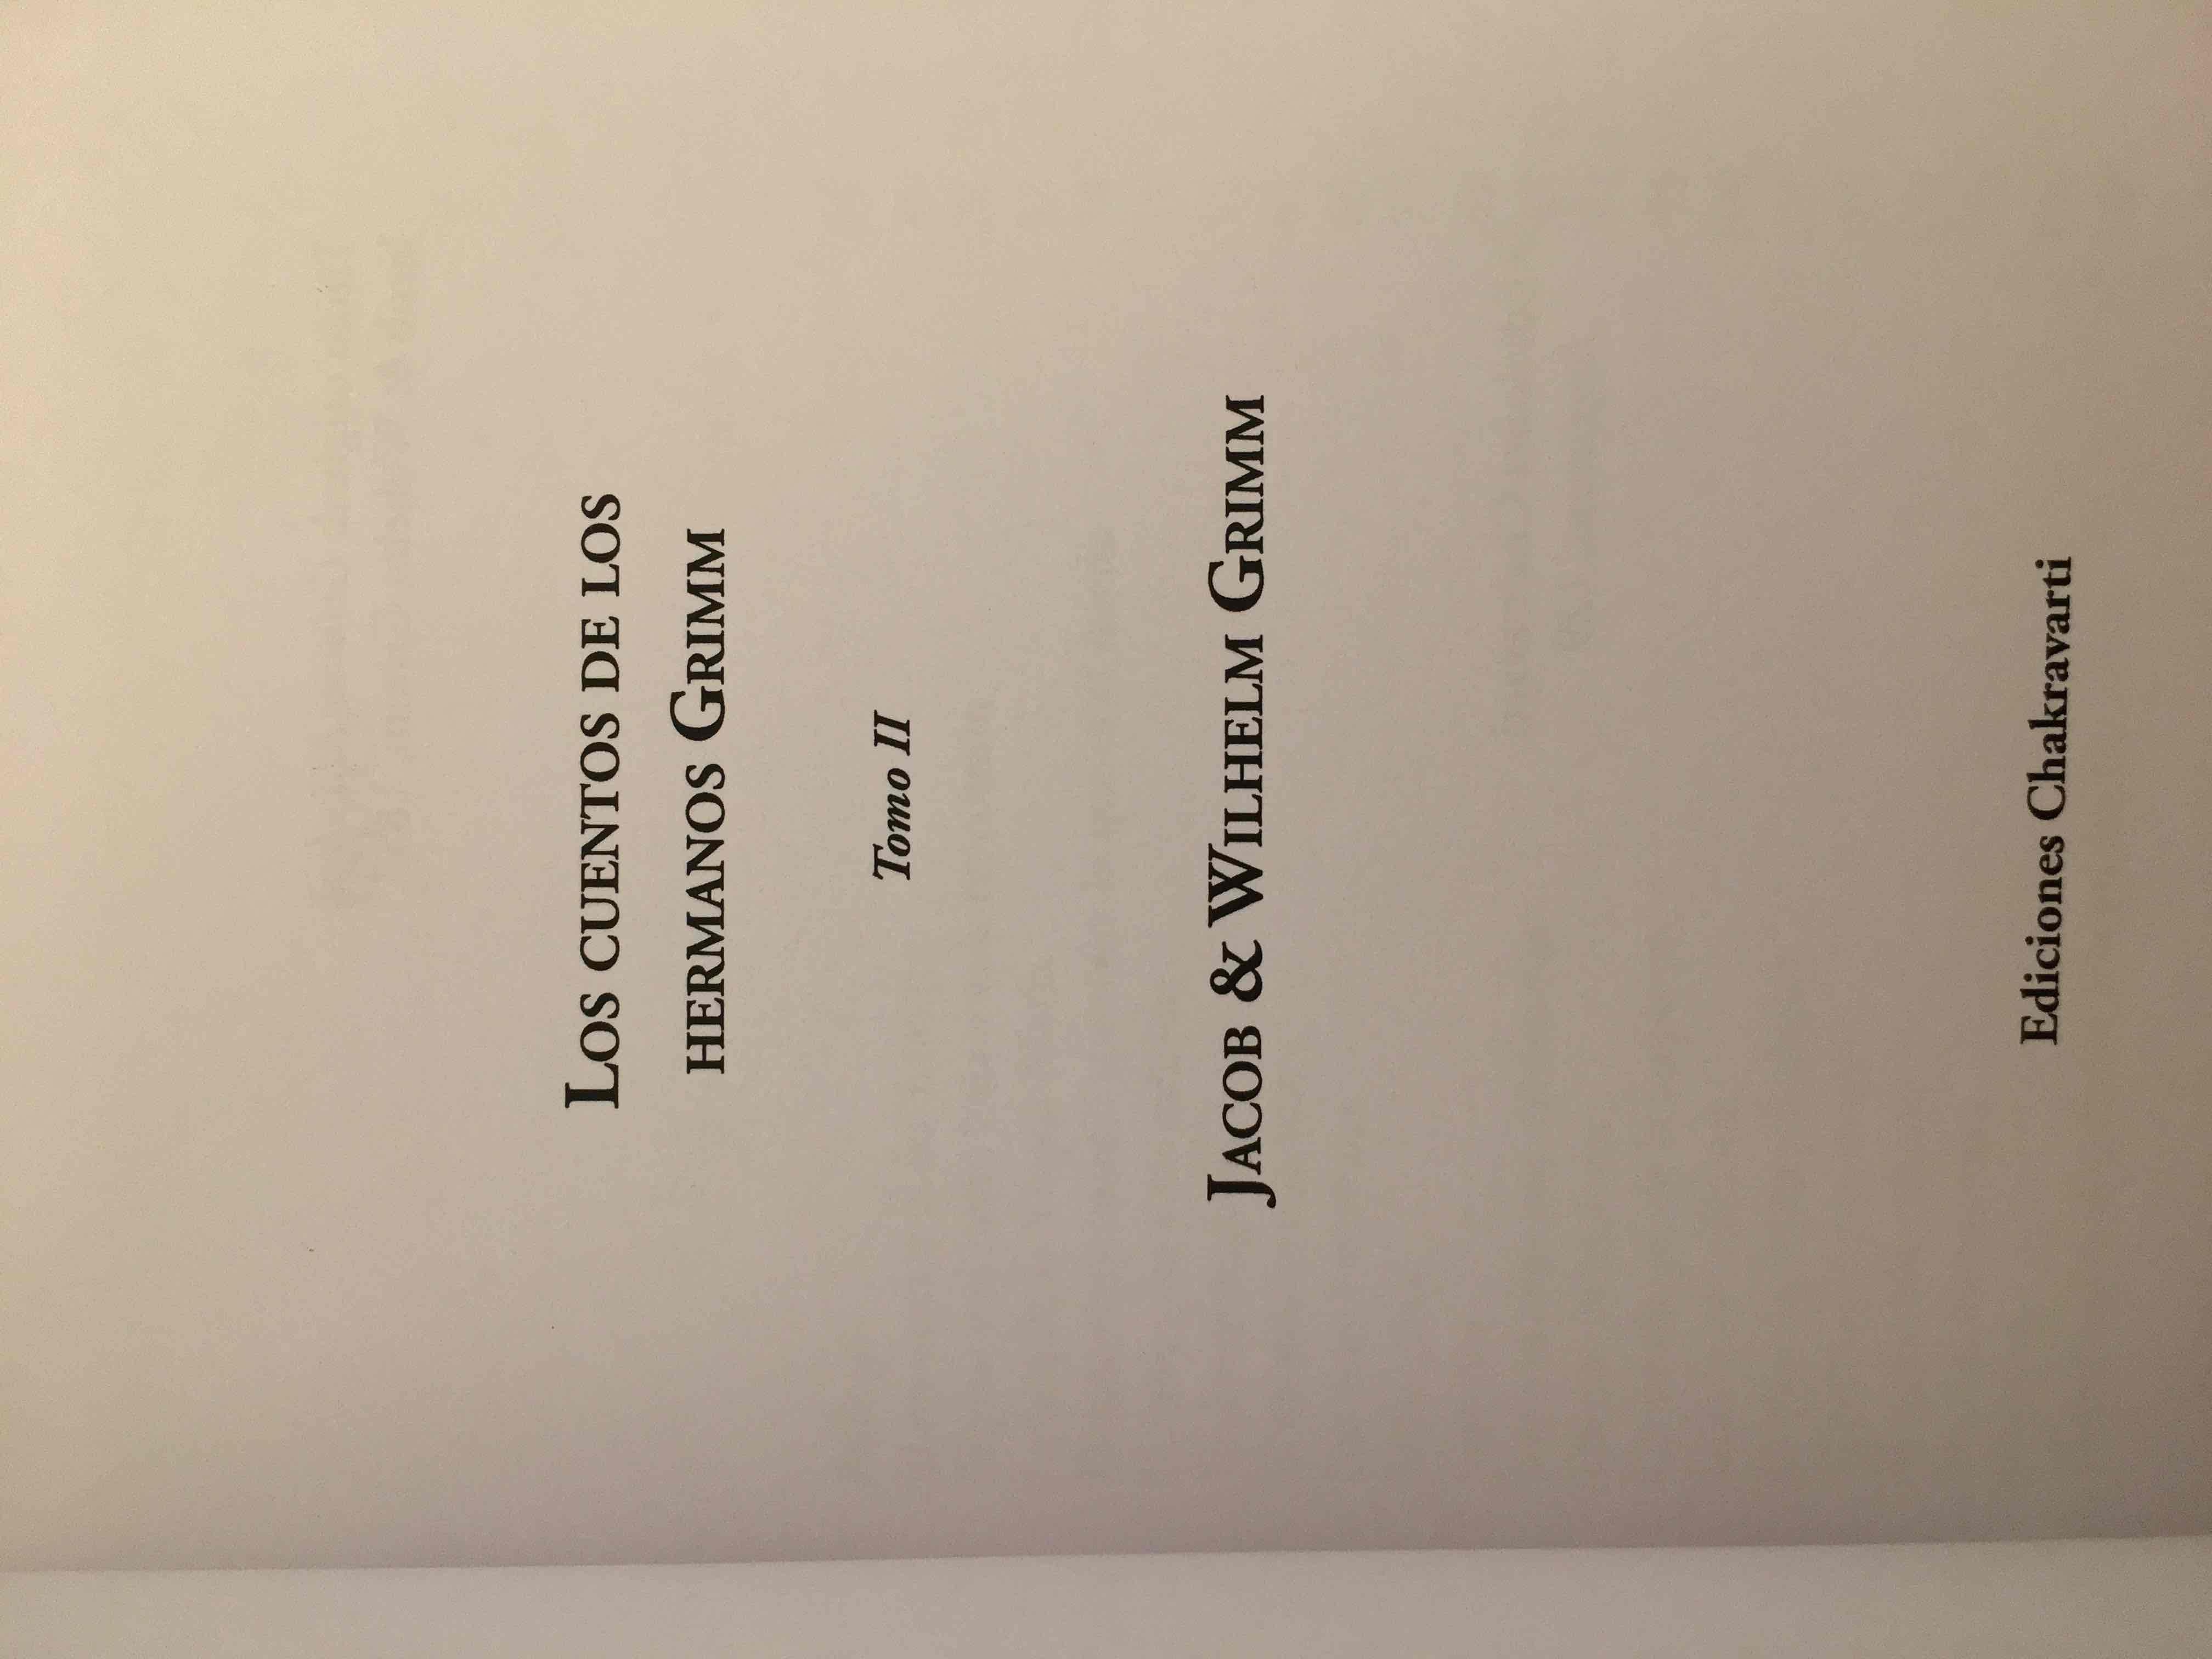 Los cuentos de los
hermanos Grimm
Tomo II
Jacob & Wilhelm Grimm
Ediciones Chakravarti